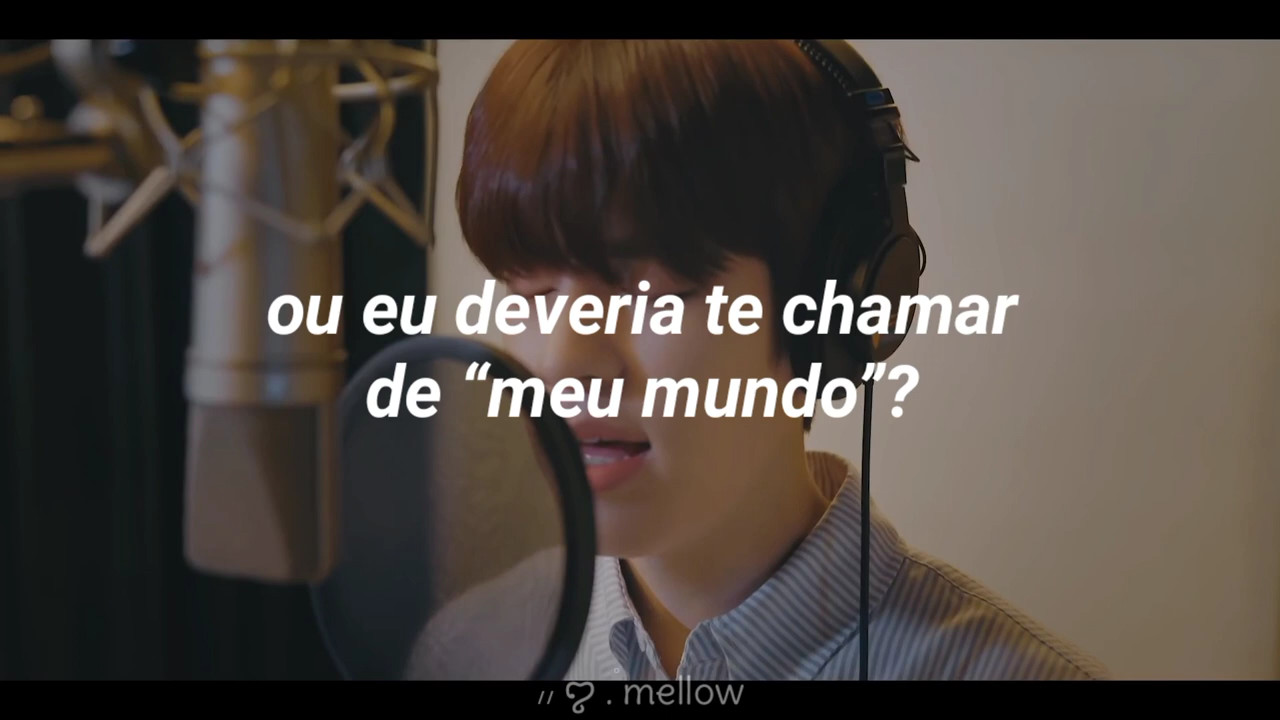 ou eu deveria te chamar
de “meu mundo”?
// ღ . mellow